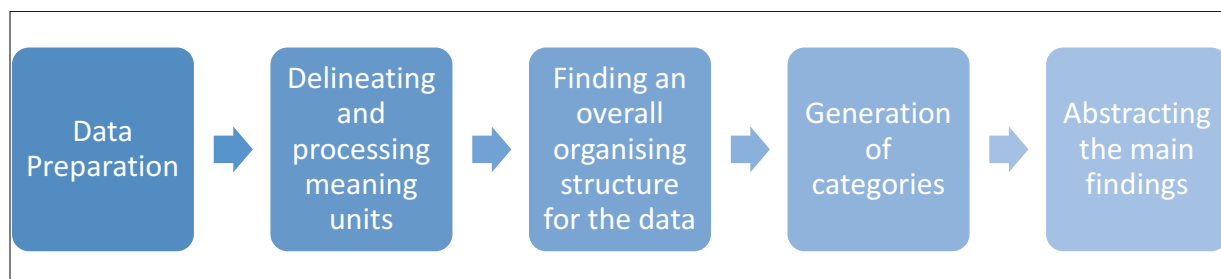 Data
Preparation
Delineating
and
processing
meaning
units
Finding an
overall
organising
structure
for the data
Generation
of
categories
Abstracting
the main
findings